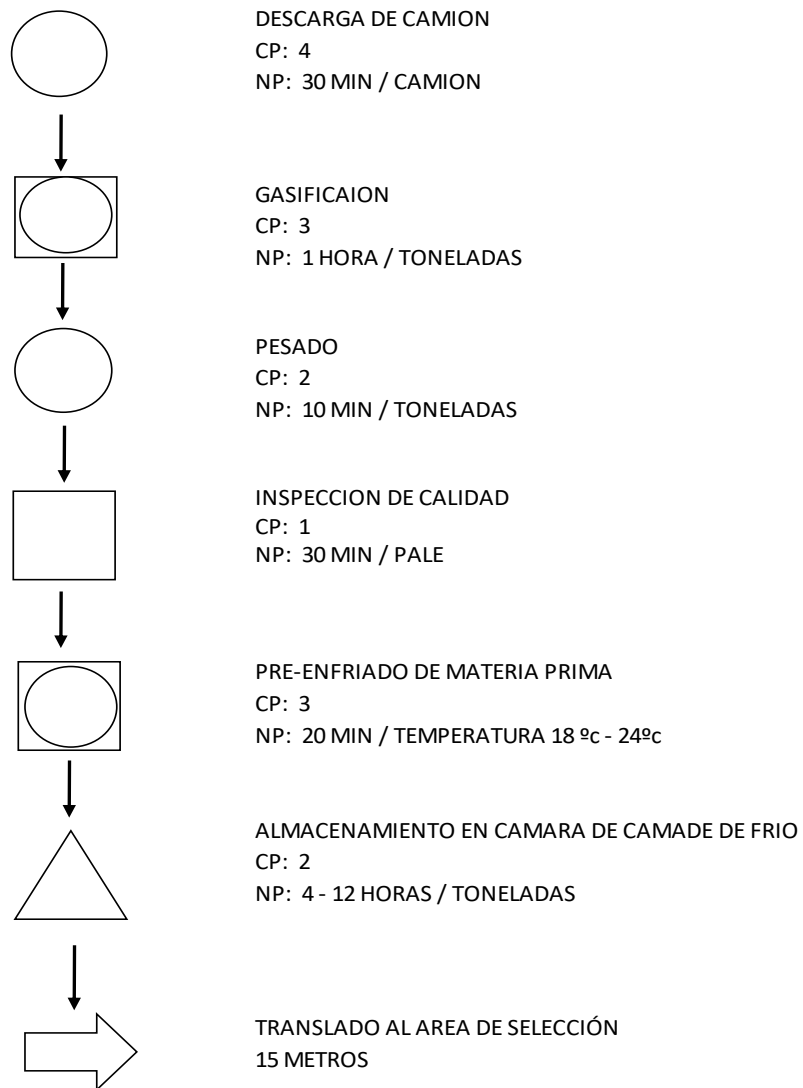 DESCARGA DE CAMION
CP: 4
NP: 30 MIN / CAMION
GASIFICAION
CP: 3
NP: 1 HORA / TONELADAS
PESADO
CP: 2
NP: 10 MIN / TONELADAS
INSPECCION DE CALIDAD
CP: 1
NP: 30 MIN / PALE
PRE-ENFRIADO DE MATERIA PRIMA
CP: 3
NP: 20 MIN / TEMPERATURA 18 ºc - 24ºc
ALMACENAMIENTO EN CAMARA DE CAMADE DE FRIO
CP: 2
NP: 4 - 12 HORAS / TONELADAS
TRANSLADO AL AREA DE SELECCIÓN
15 METROS